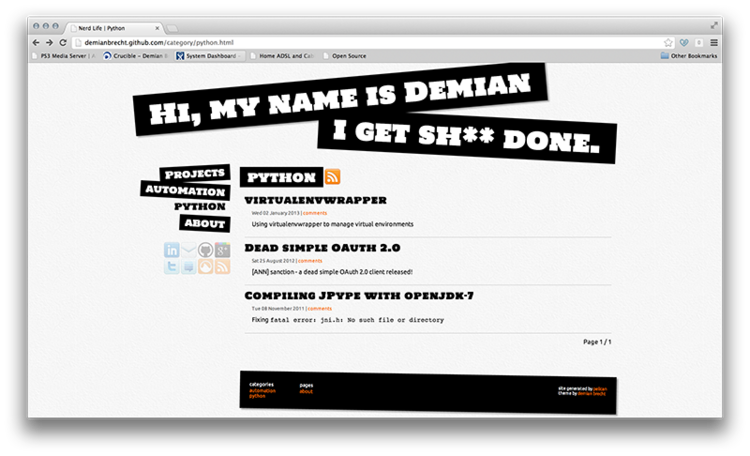 Nerd Life | Python
demianbrecht.github.com/category/python.html
PS3 Media Server | A
Crucible – Demian B
System Dashboard -
Home ADSL and Ca
Open Source
Other Bookmarks
Hi, my name is Demian
I get sh** done.
projects
automation
python
about
python
virtualenvwrapper
Wed 02 January 2013 | comments
Using virtualenvwrapper to manage virtual environments
Dead simple OAuth 2.0
Sat 25 August 2012 | comments
[ANN] sanction - a dead simple OAuth 2.0 client released!
Compiling JPype with openjdk-7
Tue 08 November 2011 | comments
Fixing fatal error: jni.h: No such file or directory
Page 1 / 1
categories
automation
python
pages
about
site generated by pelican
theme by demian brecht